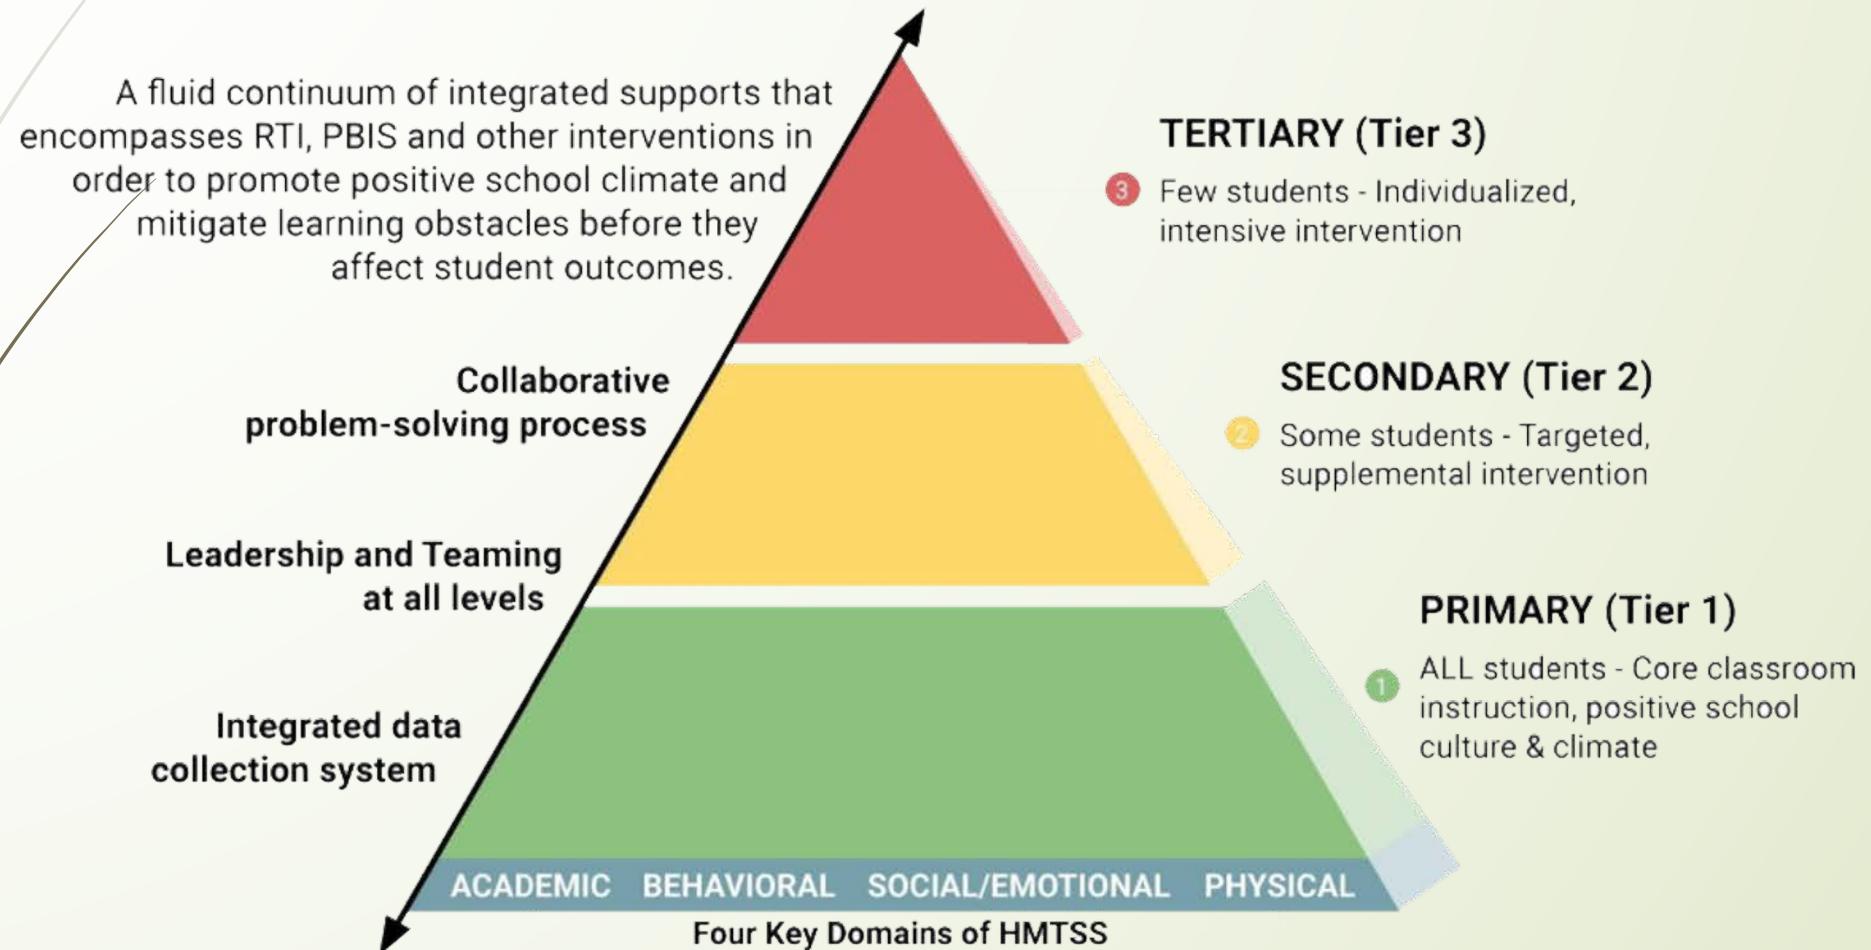 A fluid continuum of integrated supports that
encompasses RTI, PBIS and other interventions in
order to promote positive school climate and
mitigate learning obstacles before they
affect student outcomes.
Collaborative
problem-solving process
Leadership and Teaming
at all levels
Integrated data
collection system
TERTIARY (Tier 3)
3 Few students - Individualized,
intensive intervention
SECONDARY (Tier 2)
2 Some students - Targeted,
supplemental intervention
PRIMARY (Tier 1)
1 ALL students - Core classroom
instruction, positive school
culture & climate
ACADEMIC BEHAVIORAL SOCIAL/EMOTIONAL PHYSICAL
Four Key Domains of HMTSS